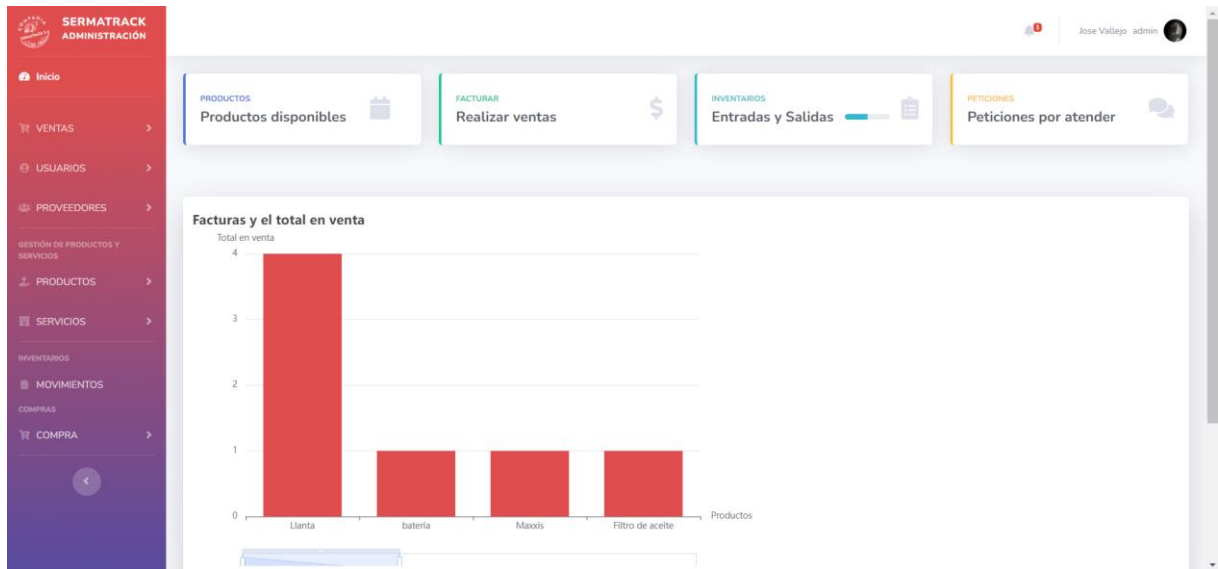 SERMATRACK
ADMINISTRACIÓN
1
Jose Vallejo admin
Inicio
VENTAS
USUARIOS
PROVEEDORES
GESTIÓN DE PRODUCTOS Y
SERVICIOS
PRODUCTOS
SERVICIOS
INVENTARIOS
MOVIMIENTOS
COMPRAS
COMPRA
PRODUCTOS
Productos disponibles
FACTURAR
Realizar ventas
INVENTARIOS
Entradas y Salidas
PETICIONES
Peticiones por atender
Facturas y el total en venta
Total en venta
4
3
2
1
0
Llanta
bateria
Maxxis
Filtro de aceite
Productos